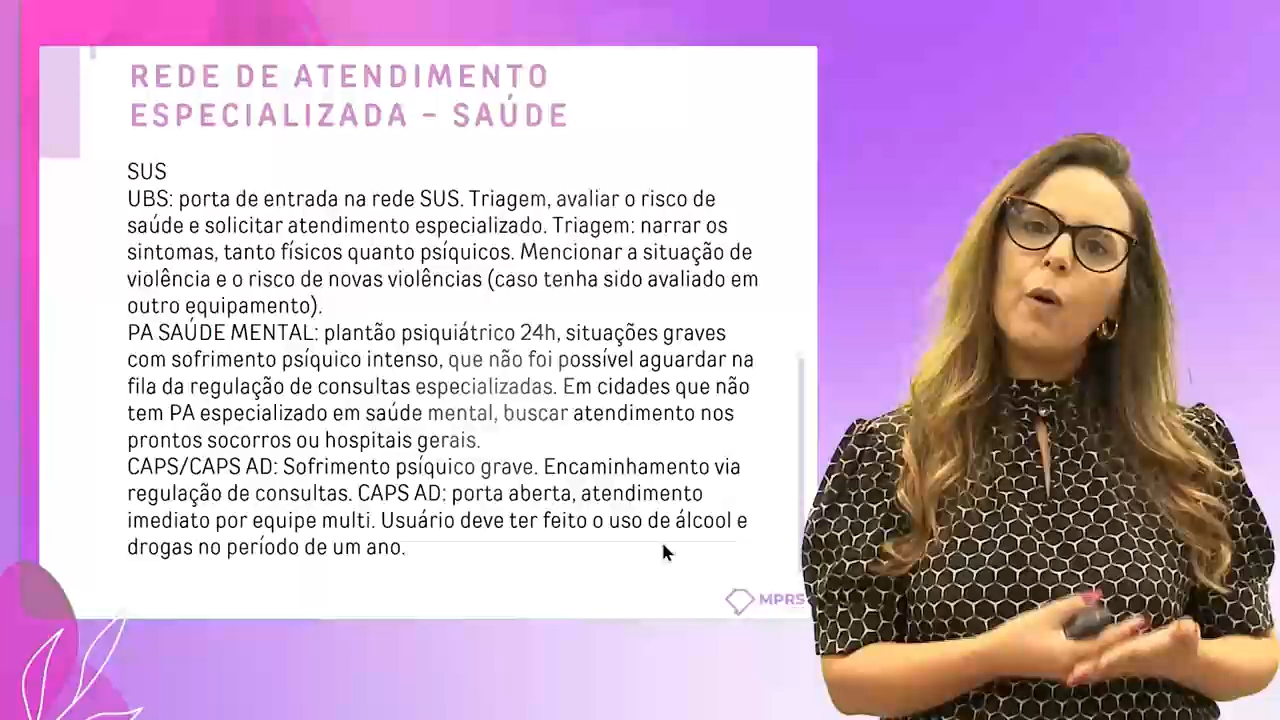 REDE DE ATENDIMENTO
ESPECIALIZADA – SAÚDE
SUS
UBS: porta de entrada na rede SUS. Triagem, avaliar o risco de
saúde e solicitar atendimento especializado. Triagem: narrar os
sintomas, tanto físicos quanto psíquicos. Mencionar a situação de
violência e o risco de novas violências (caso tenha sido avaliado em
outro equipamento).
PA SAÚDE MENTAL: plantão psiquiátrico 24h, situações graves
com sofrimento psíquico intenso, que não foi possível aguardar na
fila da regulação de consultas especializadas. Em cidades que não
tem PA especializado em saúde mental, buscar atendimento nos
prontos socorros ou hospitais gerais.
CAPS/CAPS AD: Sofrimento psíquico grave. Encaminhamento via
regulação de consultas. CAPS AD: porta aberta, atendimento
imediato por equipe multi. Usuário deve ter feito o uso de álcool e
drogas no período de um ano.
MPRS